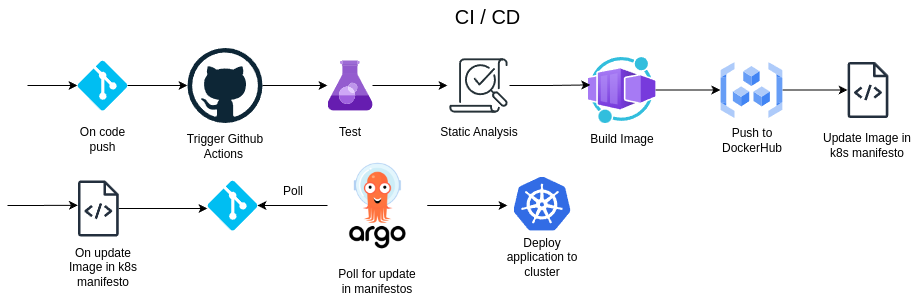 CI / CD
On code
push
Trigger Github
Actions
Test
Static Analysis
Build Image
Push to
DockerHub
Update Image in
k8s manifesto
On update
Image in k8s
manifesto
Poll
argo
Poll for update
in manifestos
Deploy
application to
cluster